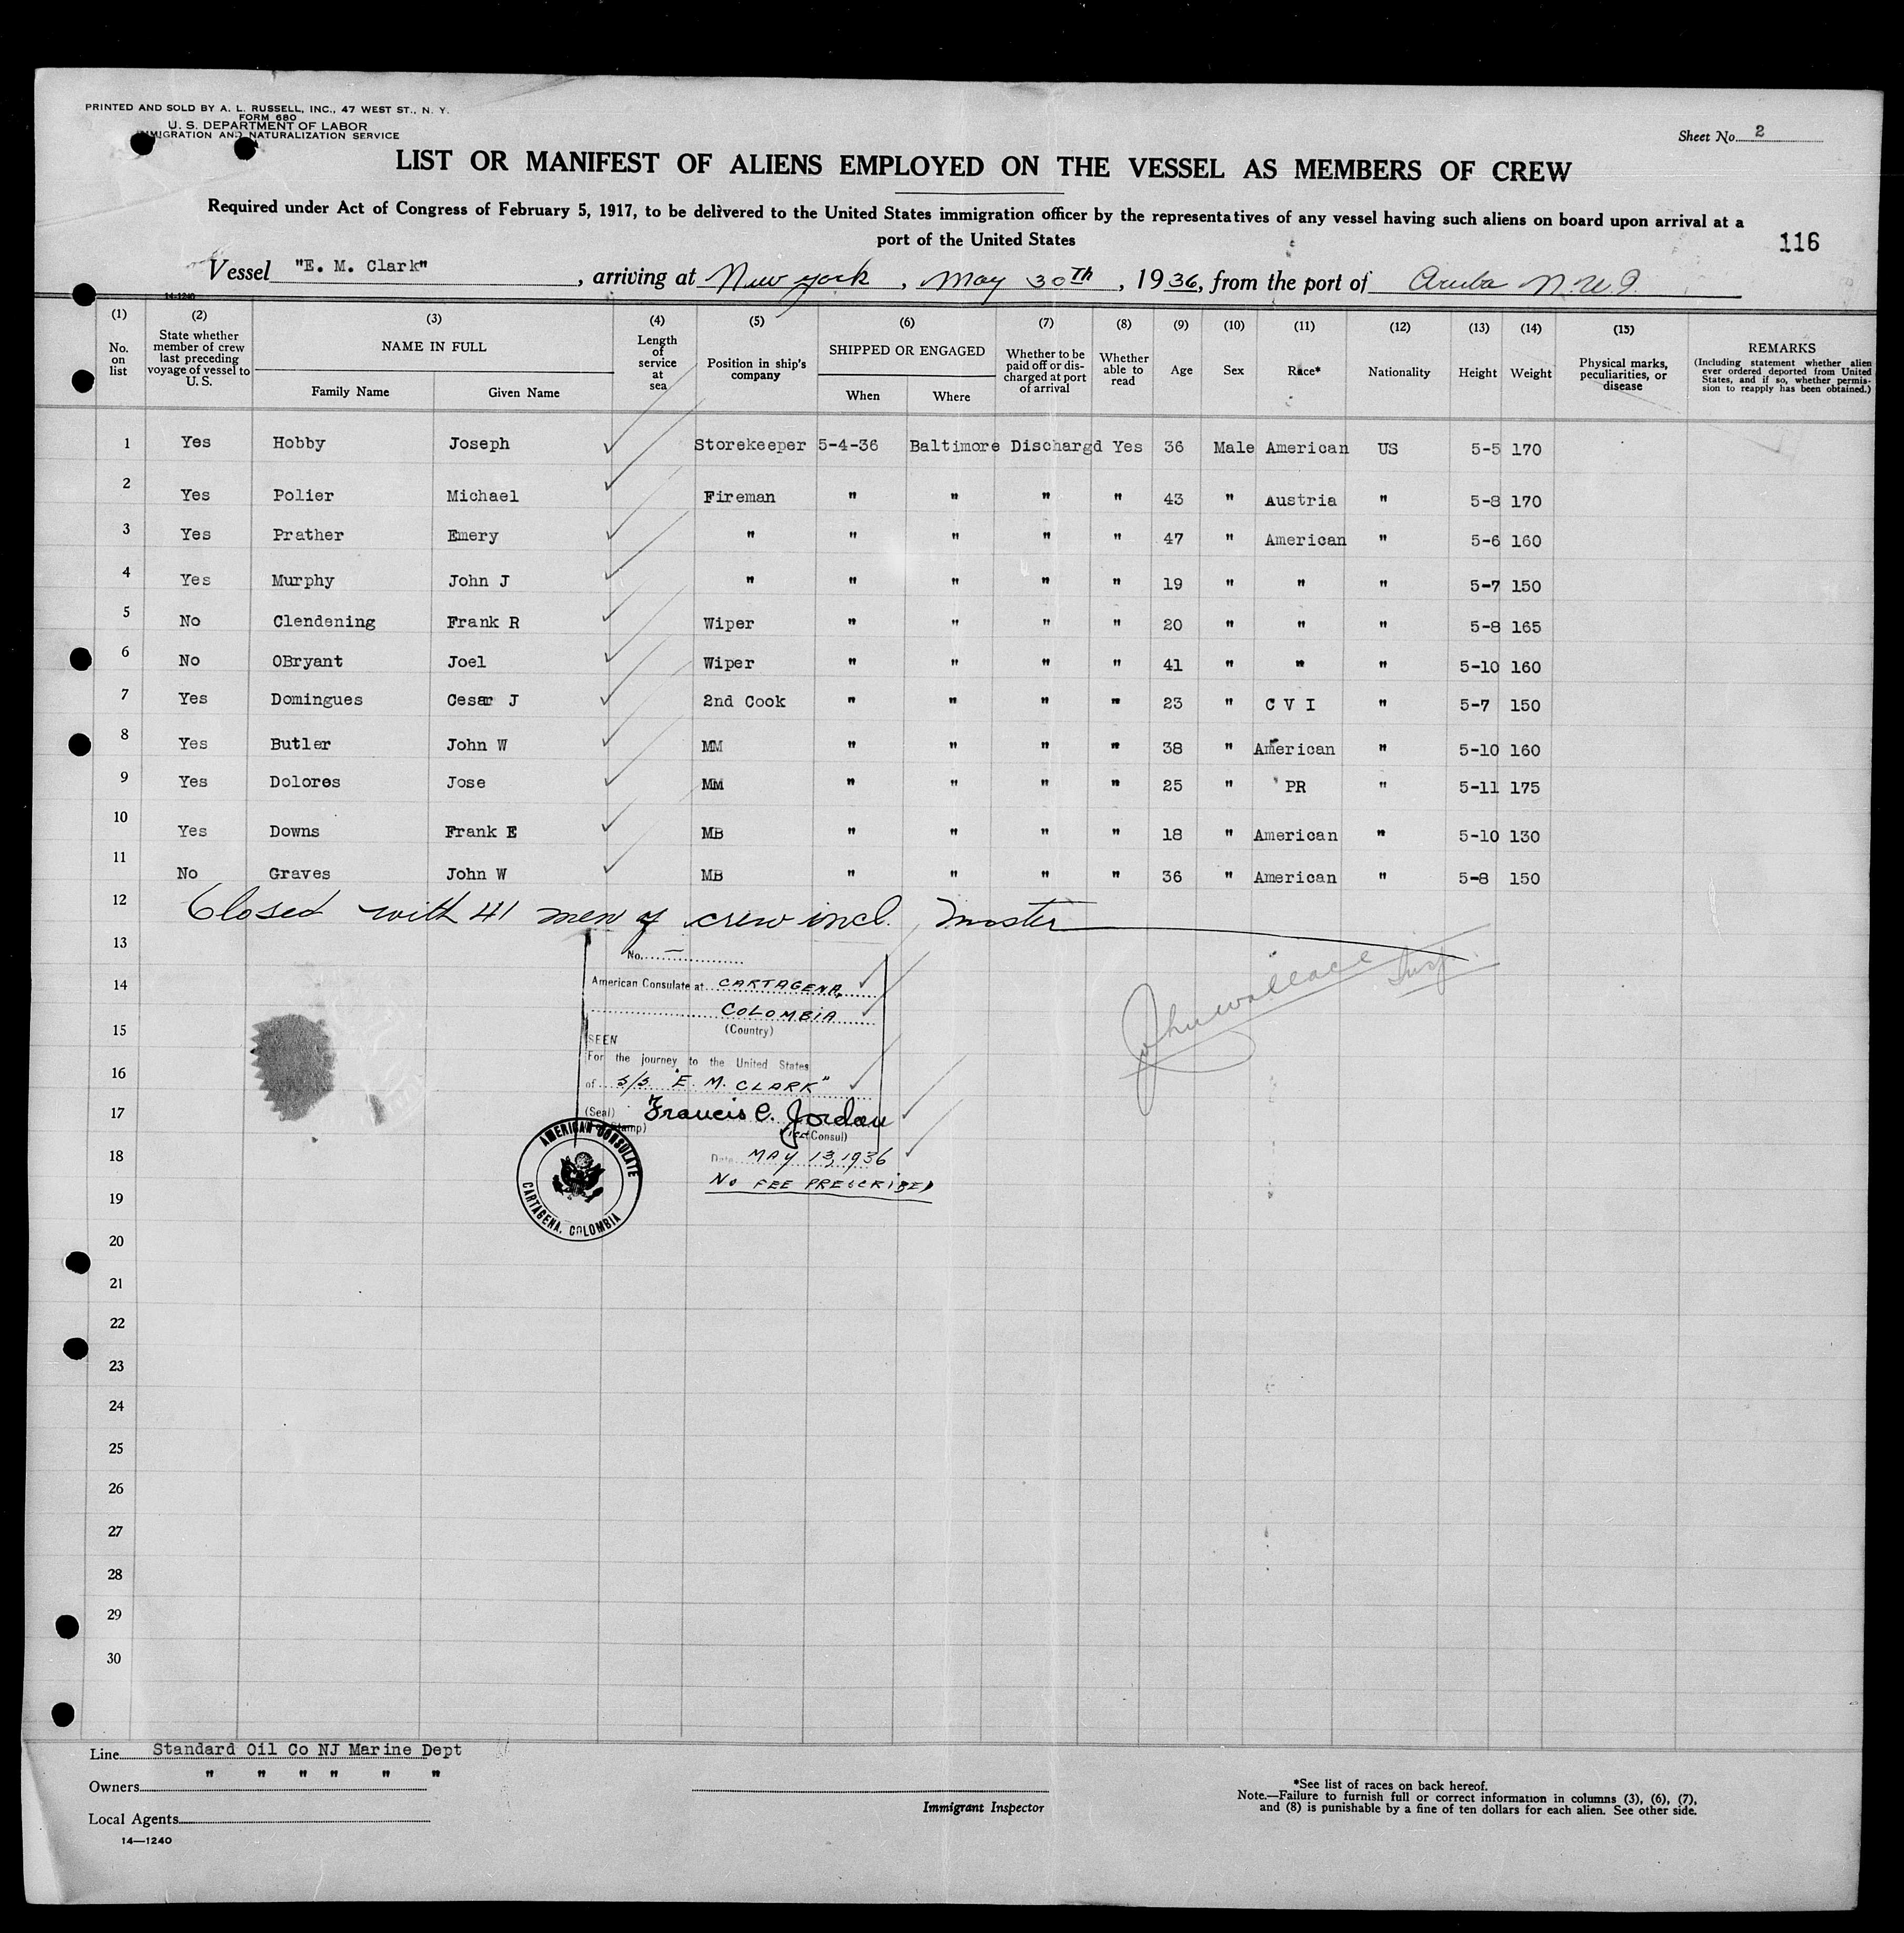 PRINTED AND SOLD BY A. L. RUSSELL, INC., 47 WEST ST., N. Y.
FORM 680
U. S. DEPARTMENT OF LABOR
IMMIGRATION AND NATURALIZATION SERVICE
Sheet No. 2
LIST OR MANIFEST OF ALIENS EMPLOYED ON THE VESSEL AS MEMBERS OF CREW
Required under Act of Congress of February 5, 1917, to be delivered to the United States immigration officer by the representatives of any vessel having such aliens on board upon arrival at a
port of the United States
116
Vessel "E. M. Clark", arriving at New York, May 30th, 1936, from the port of Aruba N.W.I.
14-1240
(1) (2) (3) (4) (5) (6) (7) (8) (9) (10) (11) (12) (13) (14) (15)
No. on list State whether member of crew last preceding voyage of vessel to U. S. NAME IN FULL Length of service at sea Position in ship's company SHIPPED OR ENGAGED Whether to be paid off or discharged at port of arrival Whether able to read Age Sex Race* Nationality Height Weight Physical marks, peculiarities, or disease REMARKS (Including statement whether alien ever ordered deported from United States, and if so, whether permission to reapply has been obtained.)
Family Name Given Name When Where
1 Yes Hobby Joseph Storekeeper 5-4-36 Baltimore Dischargd Yes 36 Male American US 5-5 170
2 Yes Polier Michael Fireman " " " " 43 " Austria " 5-8 170
3 Yes Prather Emery " " " " " 47 " American " 5-6 160
4 Yes Murphy John J " " " " " 19 " " " 5-7 150
5 No Clendening Frank R Wiper " " " " 20 " " " 5-8 165
6 No OBryant Joel Wiper " " " " 41 " " " 5-10 160
7 Yes Domingues Cesar J 2nd Cook " " " " 23 " C V I " 5-7 150
8 Yes Butler John W MM " " " " 38 " American " 5-10 160
9 Yes Dolores Jose MM " " " " 25 " PR " 5-11 175
10 Yes Downs Frank E MB " " " " 18 " American " 5-10 130
11 No Graves John W MB " " " " 36 " American " 5-8 150
12 Closed with 41 men of crew incl. Master
13
No.
14
American Consulate at CARTAGENA,
COLOMBIA
(Country)
John Wallace Insp.
15
SEEN
For the journey to the United States
16
of S/S "E. M. CLARK"
17
(Seal) Francis C. Jordan
(Consul)
AMERICAN CONSULATE
CARTAGENA, COLOMBIA
18
Date MAY 13, 1936
NO FEE PRESCRIBED
19
20
21
22
23
24
25
26
27
28
29
30
Line Standard Oil Co NJ Marine Dept
Owners " " " " " "
Local Agents
14—1240
Immigrant Inspector
*See list of races on back hereof.
Note.—Failure to furnish full or correct information in columns (3), (6), (7),
and (8) is punishable by a fine of ten dollars for each alien. See other side.